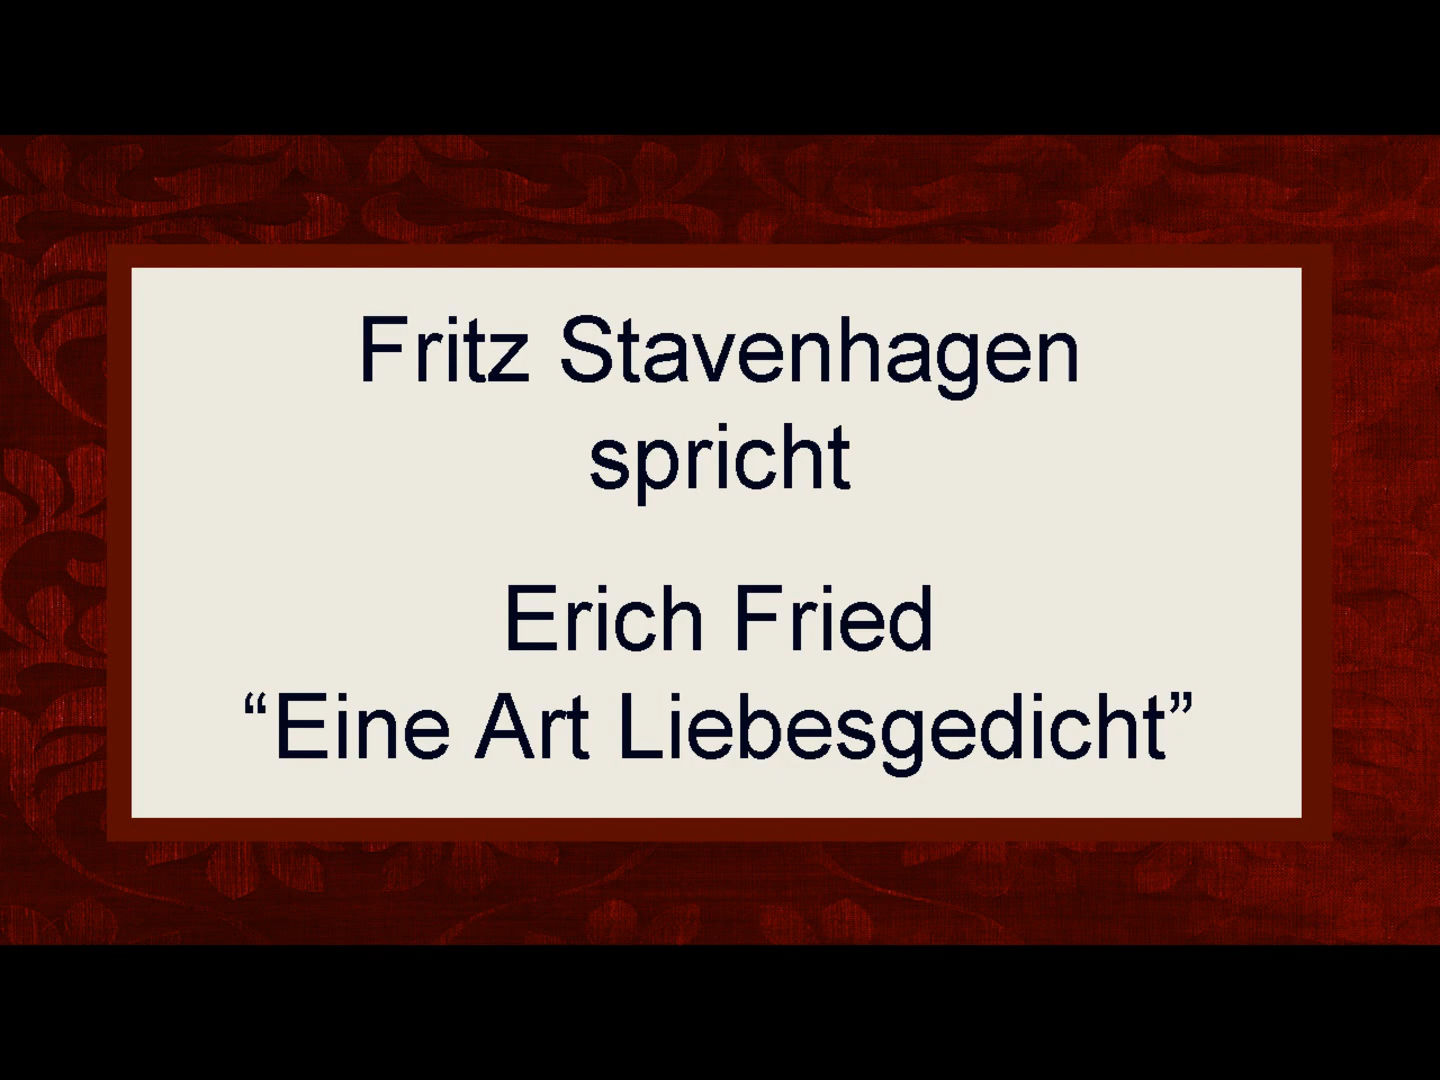 Fritz Stavenhagen
spricht
Erich Fried
“Eine Art Liebesgedicht”